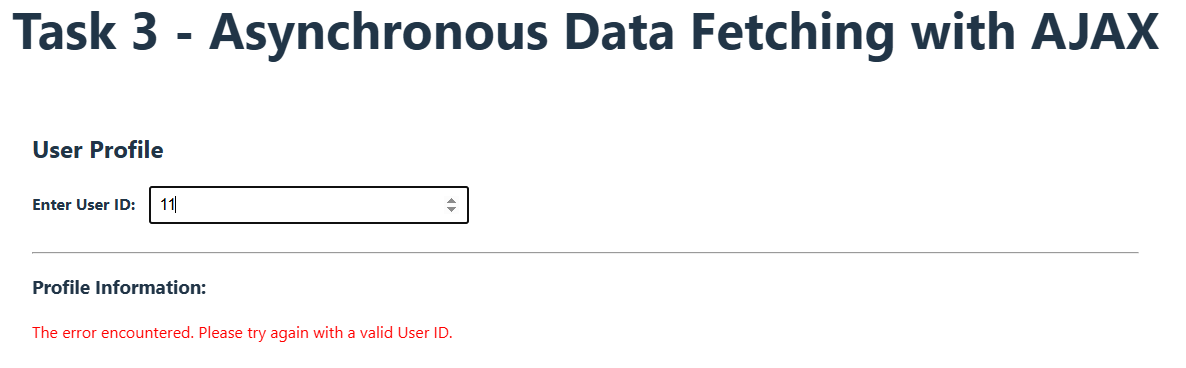 Task 3 - Asynchronous Data Fetching with AJAX
User Profile
Enter User ID: 11
Profile Information:
The error encountered. Please try again with a valid User ID.